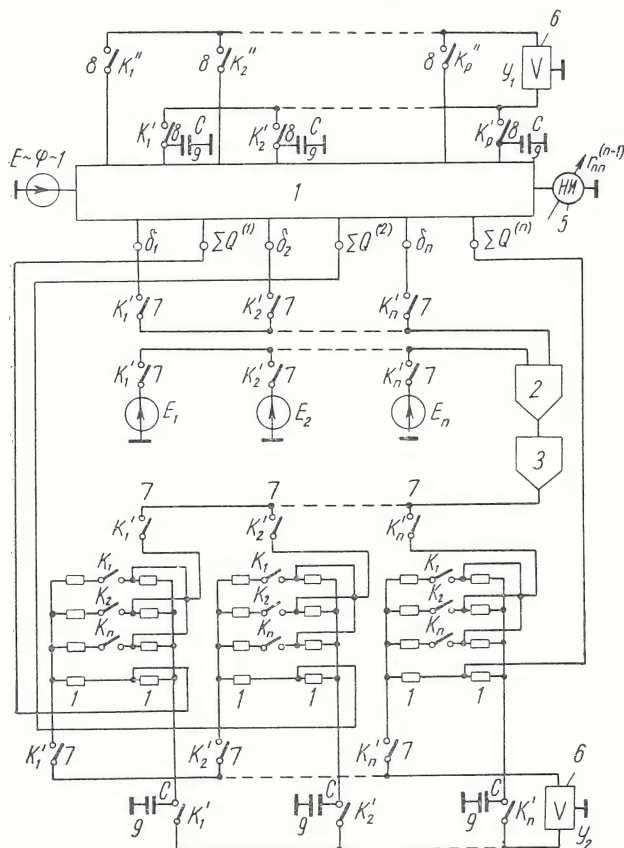 6
8 K₁'' 8 K₂'' 8 Kₚ'' У₁ V
K₁' 8 C 9 K₂' 8 C 9 Kₚ' 8 C 9
E~φ~1 1 НИ rₙₙ⁽ⁿ⁻¹⁾ 5
δ₁ ΣQ⁽¹⁾ δ₂ ΣQ⁽²⁾ δₙ ΣQ⁽ⁿ⁾
K₁' 7 K₂' 7 Kₙ' 7
K₁' 7 K₂' 7 Kₙ' 7 2
E₁ E₂ Eₙ
3
7 7 7
K₁' K₂' Kₙ'
K₁ K₁ K₁
K₂ K₂ K₂
Kₙ Kₙ Kₙ
1 1 1 1 1 1
K₁' 7 K₂' 7 Kₙ' 7
6
C C C V
9 K₁' 9 K₂' 9 Kₙ' У₂